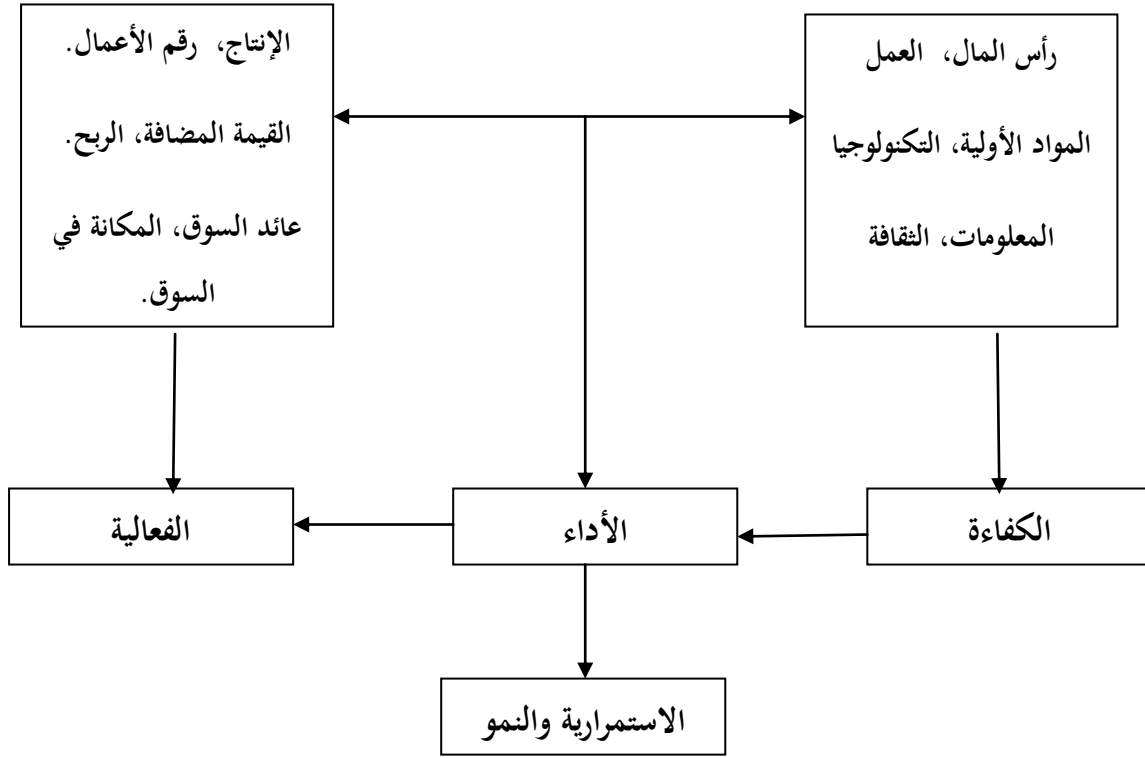 رأس المال، العمل
المواد الأولية، التكنولوجيا
المعلومات، الثقافة
الإنتاج، رقم الأعمال.
القيمة المضافة، الربح.
عائد السوق، المكانة في
السوق.
الكفاءة
الأداء
الفعالية
الاستمرارية والنمو